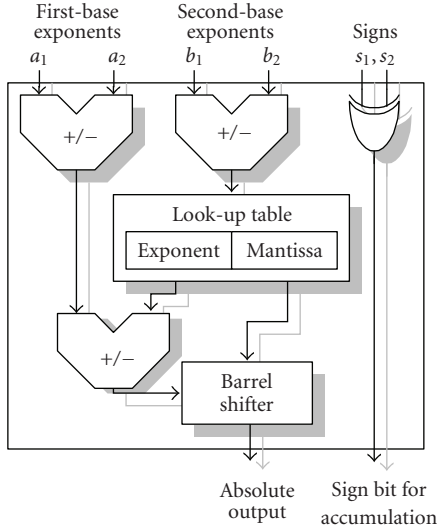 First-base exponents
Second-base exponents
Signs
a1 a2 b1 b2 s1, s2
+/− +/−
Look-up table
Exponent Mantissa
+/−
Barrel shifter
Absolute output
Sign bit for accumulation